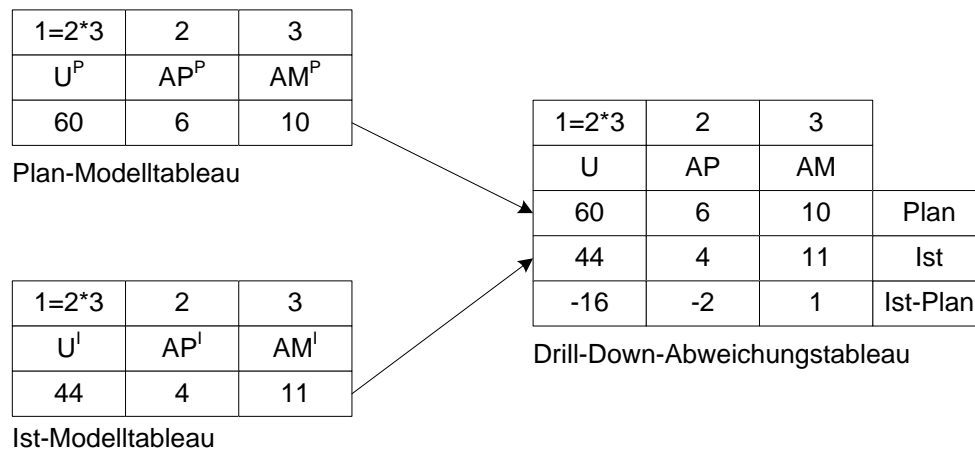 1=2*3 2 3
U^P AP^P AM^P
60 6 10
Plan-Modelltableau
1=2*3 2 3
U AP AM
60 6 10 Plan
44 4 11 Ist
-16 -2 1 Ist-Plan
Drill-Down-Abweichungstableau
1=2*3 2 3
U^I AP^I AM^I
44 4 11
Ist-Modelltableau